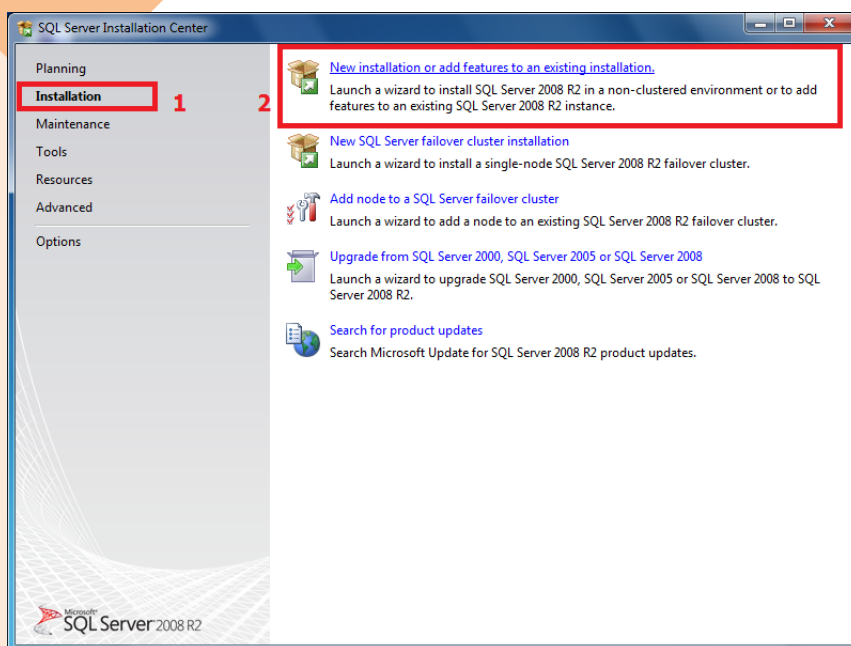 SQL Server Installation Center
Planning
Installation
1
Maintenance
Tools
Resources
Advanced
Options
2
New installation or add features to an existing installation.
Launch a wizard to install SQL Server 2008 R2 in a non-clustered environment or to add
features to an existing SQL Server 2008 R2 instance.
New SQL Server failover cluster installation
Launch a wizard to install a single-node SQL Server 2008 R2 failover cluster.
Add node to a SQL Server failover cluster
Launch a wizard to add a node to an existing SQL Server 2008 R2 failover cluster.
Upgrade from SQL Server 2000, SQL Server 2005 or SQL Server 2008
Launch a wizard to upgrade SQL Server 2000, SQL Server 2005 or SQL Server 2008 to SQL
Server 2008 R2.
Search for product updates
Search Microsoft Update for SQL Server 2008 R2 product updates.
Microsoft
SQL Server 2008 R2